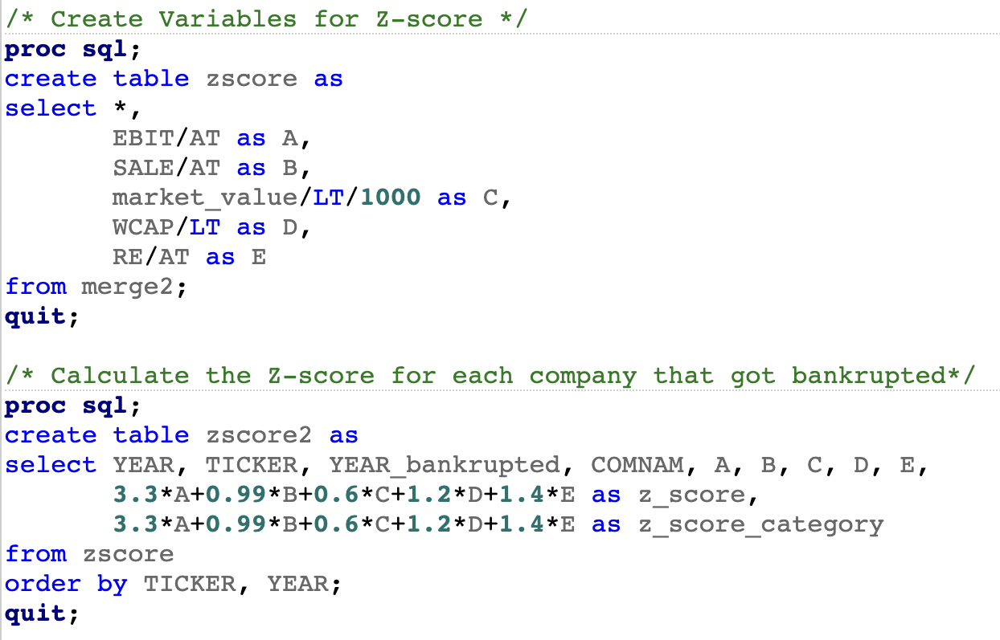 /* Create Variables for Z-score */
proc sql;
create table zscore as
select *,
       EBIT/AT as A,
       SALE/AT as B,
       market_value/LT/1000 as C,
       WCAP/LT as D,
       RE/AT as E
from merge2;
quit;

/* Calculate the Z-score for each company that got bankrupted*/
proc sql;
create table zscore2 as
select YEAR, TICKER, YEAR_bankrupted, COMNAM, A, B, C, D, E,
       3.3*A+0.99*B+0.6*C+1.2*D+1.4*E as z_score,
       3.3*A+0.99*B+0.6*C+1.2*D+1.4*E as z_score_category
from zscore
order by TICKER, YEAR;
quit;